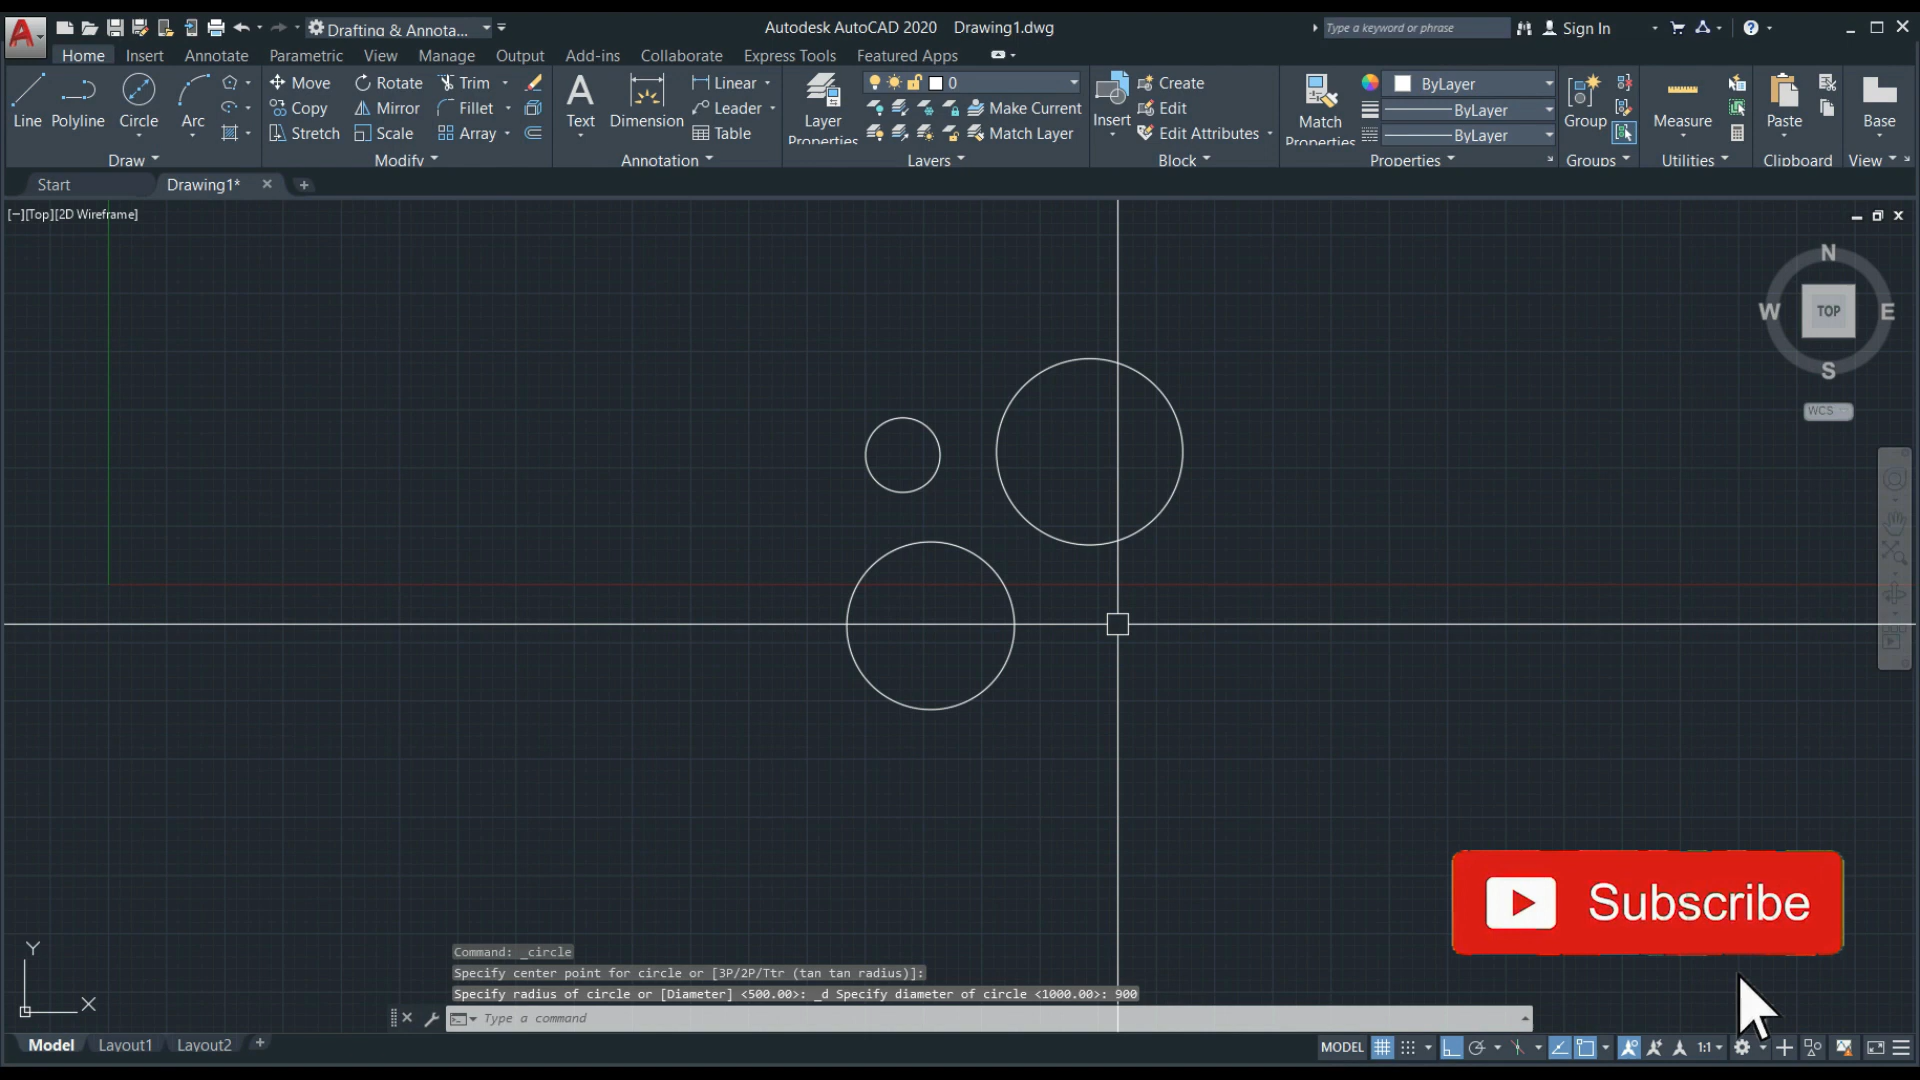 Drafting & Annota...
Autodesk AutoCAD 2020 Drawing1.dwg
Type a keyword or phrase
Sign In
Home Insert Annotate Parametric View Manage Output Add-ins Collaborate Express Tools Featured Apps
Line Polyline Circle Arc
Move Rotate Trim
Copy Mirror Fillet
Stretch Scale Array
Text Dimension
Linear
Leader
Table
Layer
Properties
0
Make Current
Match Layer
Insert
Create
Edit
Edit Attributes
Match
Properties
ByLayer
ByLayer
ByLayer
Group
Measure
Paste
Base
Draw Modify Annotation Layers Block Properties Groups Utilities Clipboard View
Start Drawing1*
[−][Top][2D Wireframe]
N
W TOP E
S
WCS
Subscribe
Y
X
Command: _circle
Specify center point for circle or [3P/2P/Ttr (tan tan radius)]:
Specify radius of circle or [Diameter] <500.00>: _d Specify diameter of circle <1000.00>: 900
Type a command
Model Layout1 Layout2
MODEL 1:1